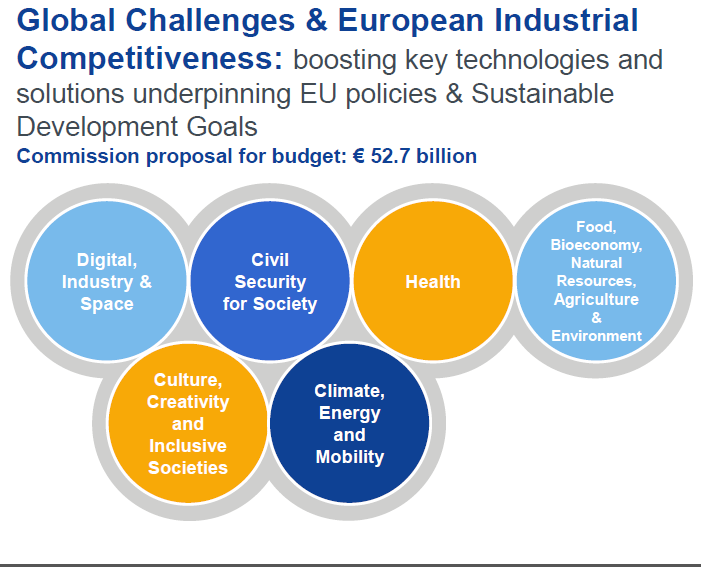 Global Challenges & European Industrial
Competitiveness: boosting key technologies and
solutions underpinning EU policies & Sustainable
Development Goals
Commission proposal for budget: € 52.7 billion
Digital,
Industry &
Space
Civil
Security
for Society
Health
Food,
Bioeconomy,
Natural
Resources,
Agriculture
&
Environment
Culture,
Creativity
and
Inclusive
Societies
Climate,
Energy
and
Mobility